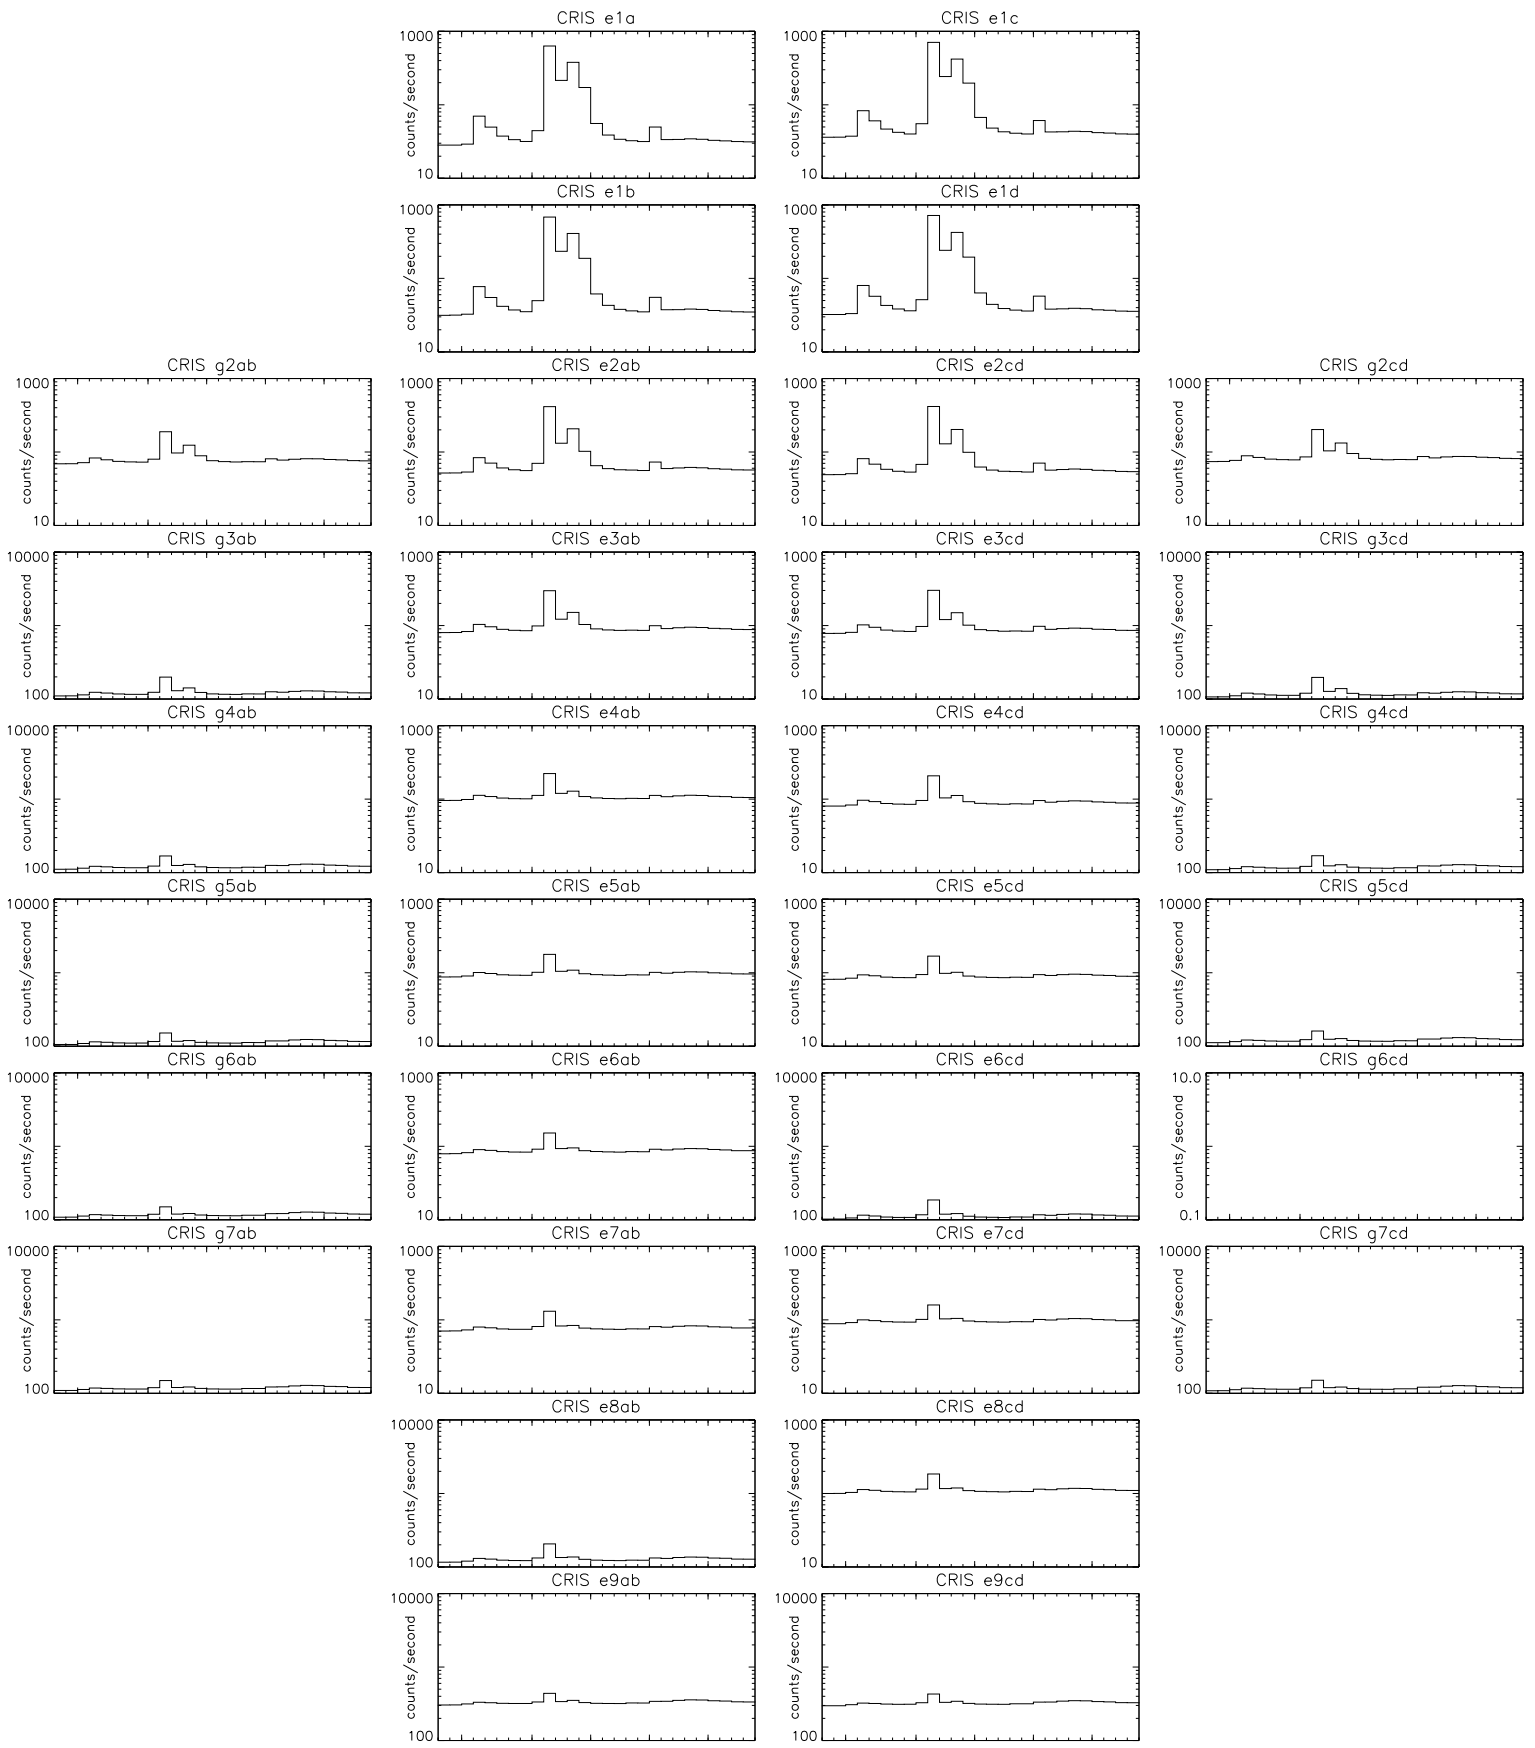 CRIS e1a
1000
counts/second
10
CRIS e1c
1000
counts/second
10
CRIS e1b
1000
counts/second
10
CRIS e1d
1000
counts/second
10
CRIS g2ab
1000
counts/second
10
CRIS e2ab
1000
counts/second
10
CRIS e2cd
1000
counts/second
10
CRIS g2cd
1000
counts/second
10
CRIS g3ab
10000
counts/second
100
CRIS e3ab
1000
counts/second
10
CRIS e3cd
1000
counts/second
10
CRIS g3cd
10000
counts/second
100
CRIS g4ab
10000
counts/second
100
CRIS e4ab
1000
counts/second
10
CRIS e4cd
1000
counts/second
10
CRIS g4cd
10000
counts/second
100
CRIS g5ab
10000
counts/second
100
CRIS e5ab
1000
counts/second
10
CRIS e5cd
1000
counts/second
10
CRIS g5cd
10000
counts/second
100
CRIS g6ab
10000
counts/second
100
CRIS e6ab
1000
counts/second
10
CRIS e6cd
10000
counts/second
100
CRIS g6cd
10.0
counts/second
0.1
CRIS g7ab
10000
counts/second
100
CRIS e7ab
1000
counts/second
10
CRIS e7cd
1000
counts/second
10
CRIS g7cd
10000
counts/second
100
CRIS e8ab
10000
counts/second
100
CRIS e8cd
1000
counts/second
10
CRIS e9ab
10000
counts/second
100
CRIS e9cd
10000
counts/second
100